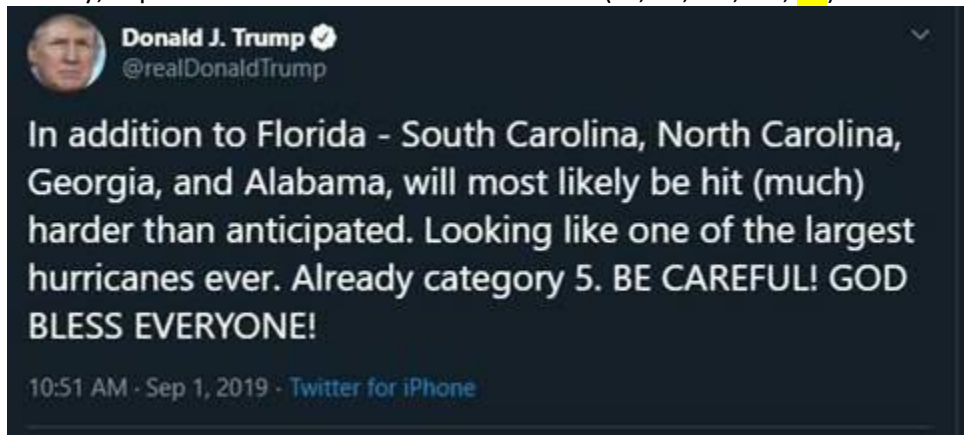 Donald J. Trump
@realDonaldTrump
In addition to Florida - South Carolina, North Carolina,
Georgia, and Alabama, will most likely be hit (much)
harder than anticipated. Looking like one of the largest
hurricanes ever. Already category 5. BE CAREFUL! GOD
BLESS EVERYONE!
10:51 AM · Sep 1, 2019 · Twitter for iPhone